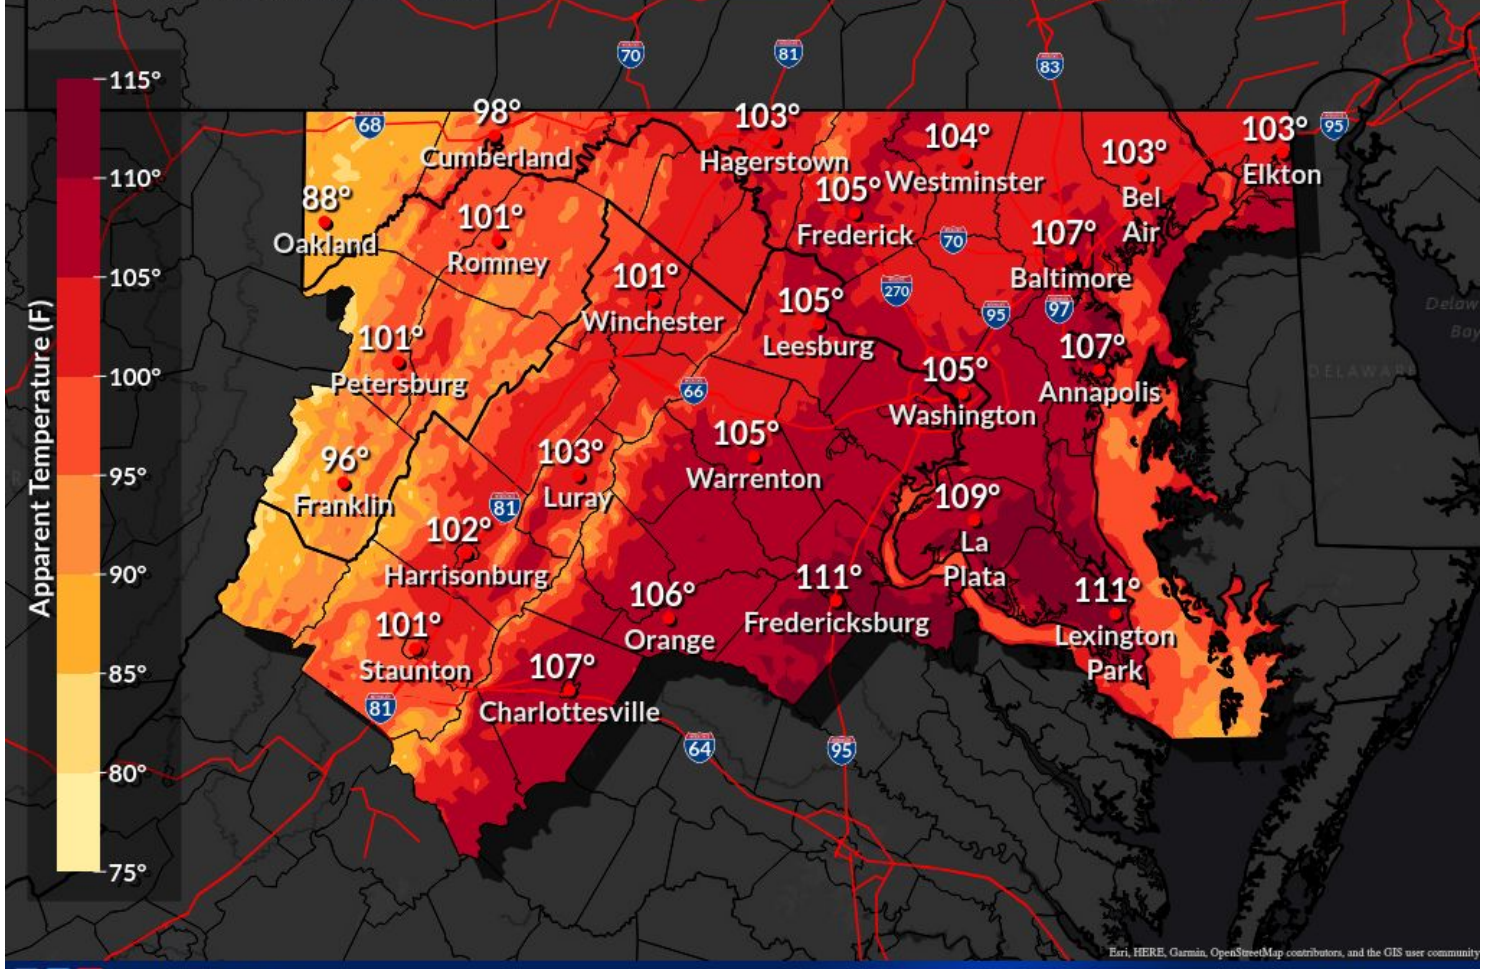 70
81
83
115°
98°
103°
103°
95
68
104°
103°
Cumberland
Hagerstown
Elkton
110°
Westminster
88°
105°
Bel
Air
101°
Oakland
Frederick
70
107°
Romney
105°
101°
Baltimore
270
105°
97
95
Winchester
Delaw
Bay
Apparent Temperature (F)
101°
Leesburg
107°
100°
Petersburg
66
105°
Annapolis
DELAWARE
Washington
105°
103°
95°
96°
Warrenton
Franklin
Luray
109°
81
102°
La
Plata
90°
Harrisonburg
111°
111°
106°
Fredericksburg
Lexington
Park
101°
Orange
85°
Staunton
107°
81
Charlottesville
64
95
80°
75°
Esri, HERE, Garmin, OpenStreetMap contributors, and the GIS user community